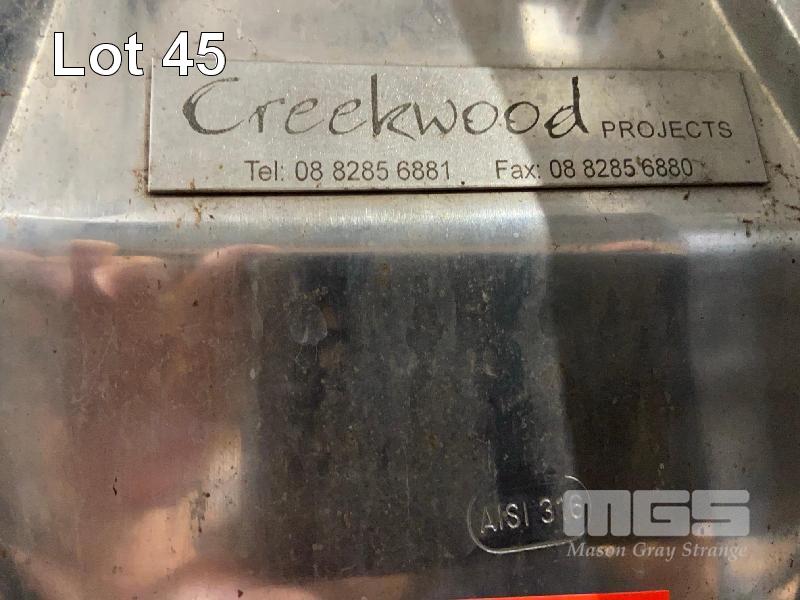 Lot 45
Creekwood PROJECTS
Tel: 08 8285 6881 Fax: 08 8285 6880
AISI 316
MGS
Mason Gray Strange